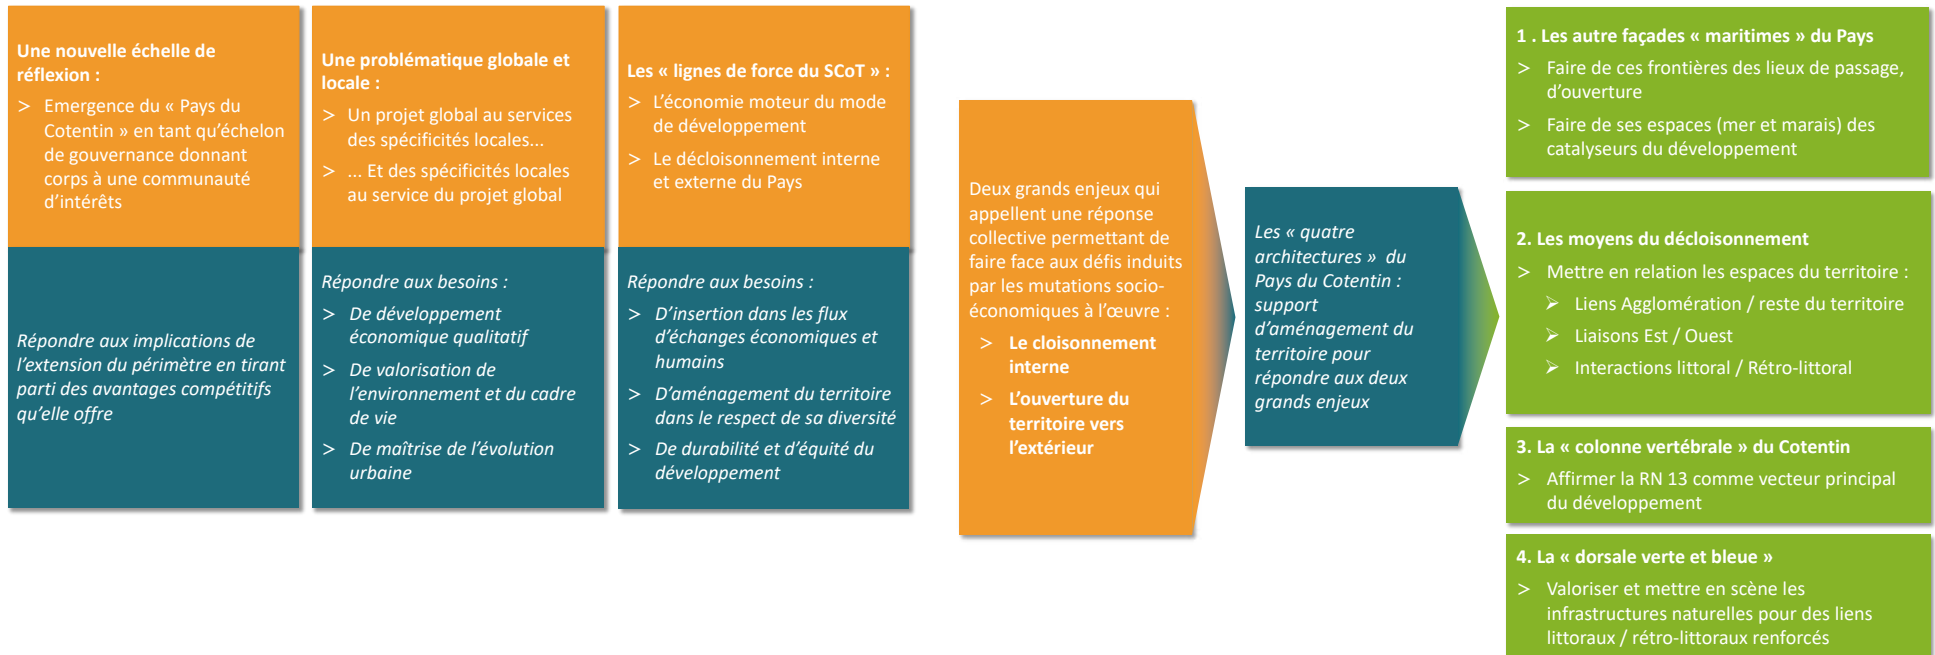 Une nouvelle échelle de
réflexion :
> Emergence du « Pays du
Cotentin » en tant qu’échelon
de gouvernance donnant
corps à une communauté
d’intérêts
Répondre aux implications de
l’extension du périmètre en tirant
parti des avantages compétitifs
qu’elle offre
Une problématique globale et
locale :
> Un projet global au services
des spécificités locales...
> ... Et des spécificités locales
au service du projet global
Répondre aux besoins :
> De développement
économique qualitatif
> De valorisation de
l’environnement et du cadre
de vie
> De maîtrise de l’évolution
urbaine
Les « lignes de force du SCoT » :
> L’économie moteur du mode
de développement
> Le décloisonnement interne
et externe du Pays
Répondre aux besoins :
> D’insertion dans les flux
d’échanges économiques et
humains
> D’aménagement du territoire
dans le respect de sa diversité
> De durabilité et d’équité du
développement
Deux grands enjeux qui
appellent une réponse
collective permettant de
faire face aux défis induits
par les mutations socio-
économiques à l’œuvre :
> Le cloisonnement
interne
> L’ouverture du
territoire vers
l’extérieur
Les « quatre
architectures » du
Pays du Cotentin :
support
d’aménagement du
territoire pour
répondre aux deux
grands enjeux
1 . Les autre façades « maritimes » du Pays
> Faire de ces frontières des lieux de passage,
d’ouverture
> Faire de ses espaces (mer et marais) des
catalyseurs du développement
2. Les moyens du décloisonnement
> Mettre en relation les espaces du territoire :
➢ Liens Agglomération / reste du territoire
➢ Liaisons Est / Ouest
➢ Interactions littoral / Rétro-littoral
3. La « colonne vertébrale » du Cotentin
> Affirmer la RN 13 comme vecteur principal
du développement
4. La « dorsale verte et bleue »
> Valoriser et mettre en scène les
infrastructures naturelles pour des liens
littoraux / rétro-littoraux renforcés